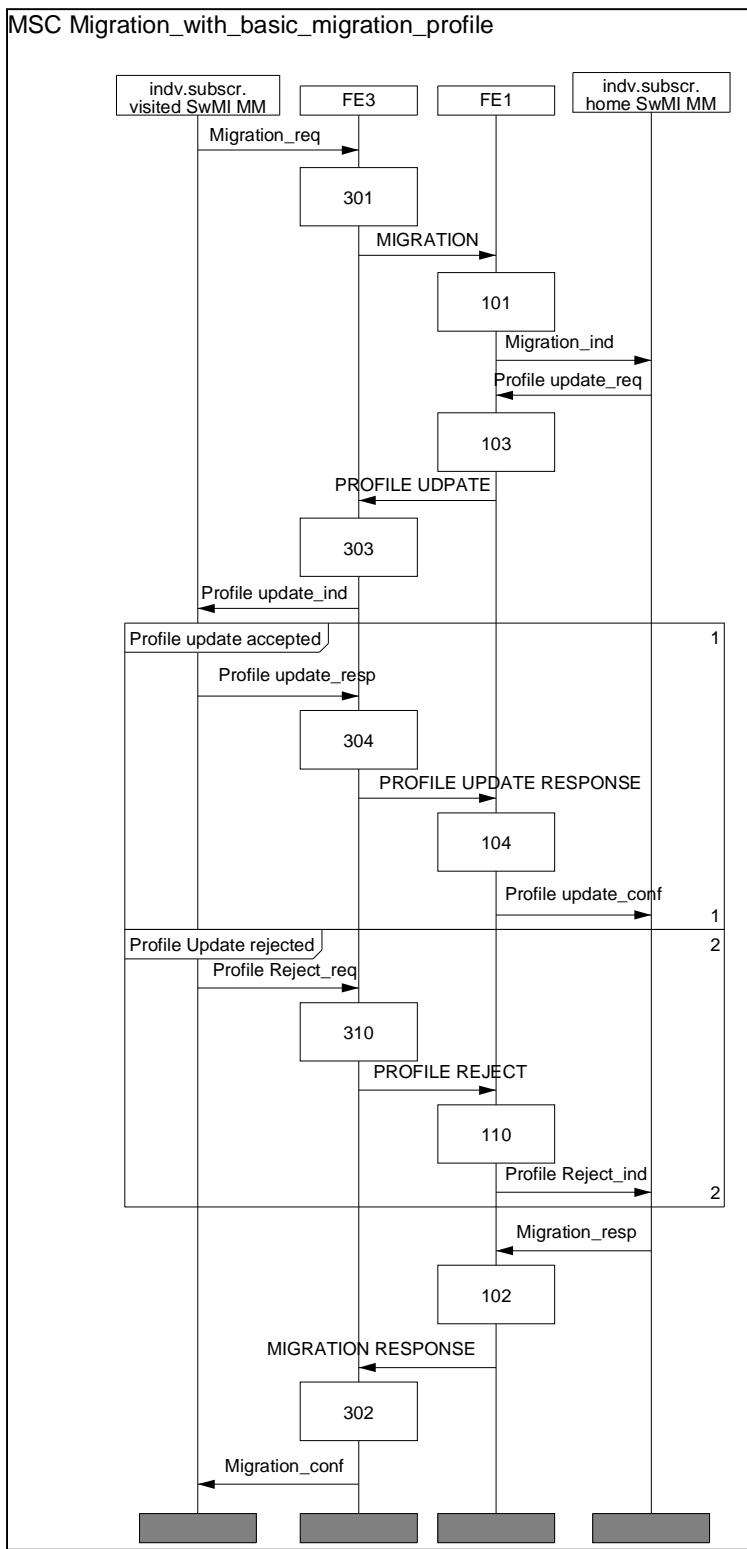 MSC Migration_with_basic_migration_profile
indv.subscr.
visited SwMI MM
FE3
FE1
indv.subscr.
home SwMI MM
Migration_req
301
MIGRATION
101
Migration_ind
Profile update_req
103
PROFILE UDPATE
303
Profile update_ind
Profile update accepted
1
Profile update_resp
304
PROFILE UPDATE RESPONSE
104
Profile update_conf
1
Profile Update rejected
2
Profile Reject_req
310
PROFILE REJECT
110
Profile Reject_ind
2
Migration_resp
102
MIGRATION RESPONSE
302
Migration_conf